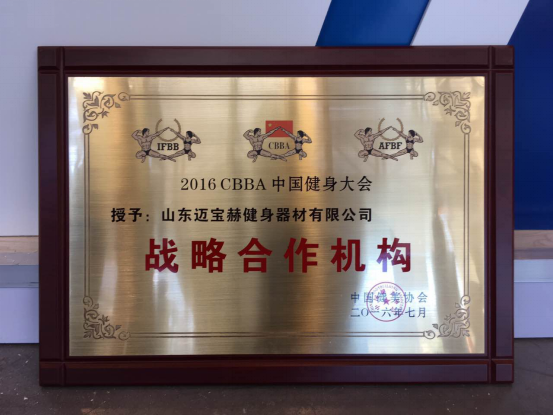 IFBB CBBA AFBF
2016 CBBA 中国健身大会
授予：山东迈宝赫健身器材有限公司
战略合作机构
中国健美协会
二〇一六年七月